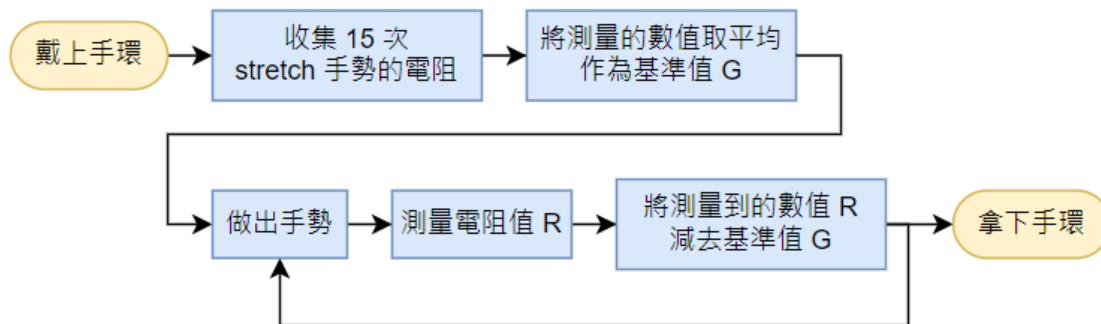 戴上手環
收集 15 次
stretch 手勢的電阻
將測量的數值取平均
作為基準值 G
做出手勢
測量電阻值 R
將測量到的數值 R
減去基準值 G
拿下手環